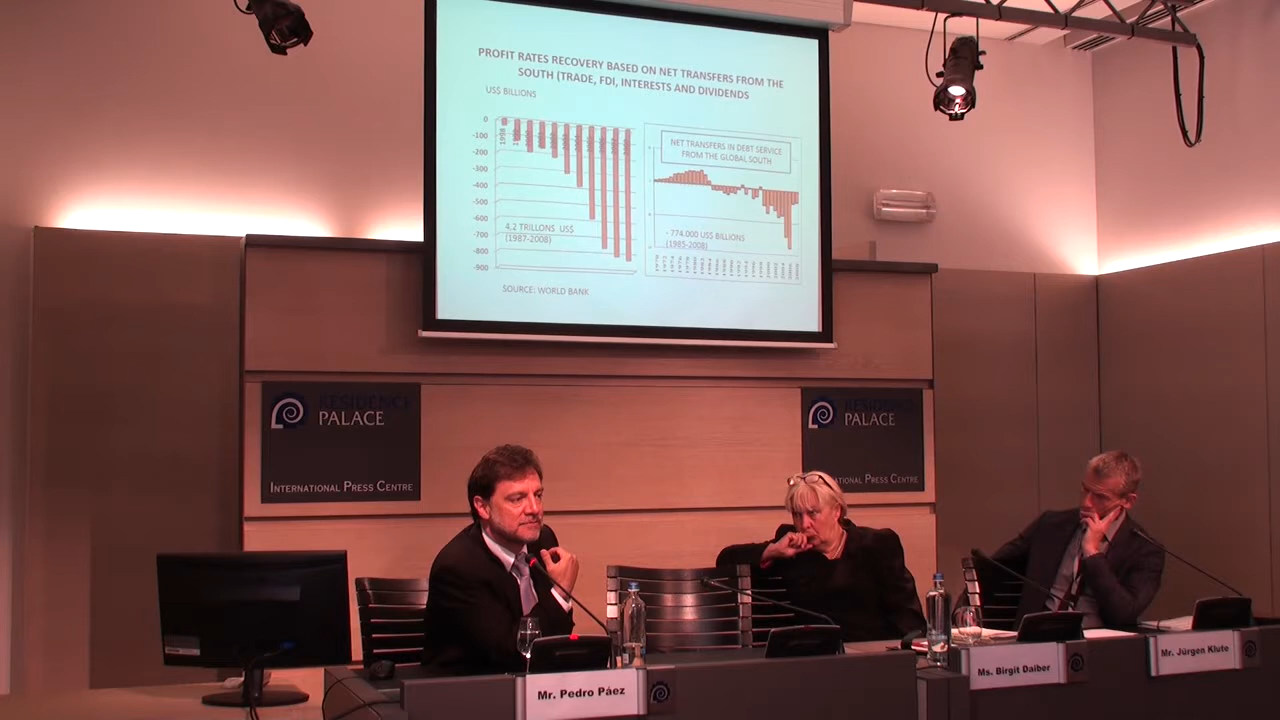 PROFIT RATES RECOVERY BASED ON NET TRANSFERS FROM THE
SOUTH (TRADE, FDI, INTERESTS AND DIVIDENDS
US$ BILLIONS
0
-100
-200
-300
-400
-500
-600
-700
-800
-900
1998
4,2 TRILLONS US$
(1987-2008)
NET TRANSFERS IN DEBT SERVICE
FROM THE GLOBAL SOUTH
- 774.000 US$ BILLIONS
(1985-2008)
SOURCE: WORLD BANK
RESIDENCE
PALACE
INTERNATIONAL PRESS CENTRE
PALACE
PRESS CENTRE
Mr. Pedro Páez
Ms. Birgit Daiber
Mr. Jürgen Klute